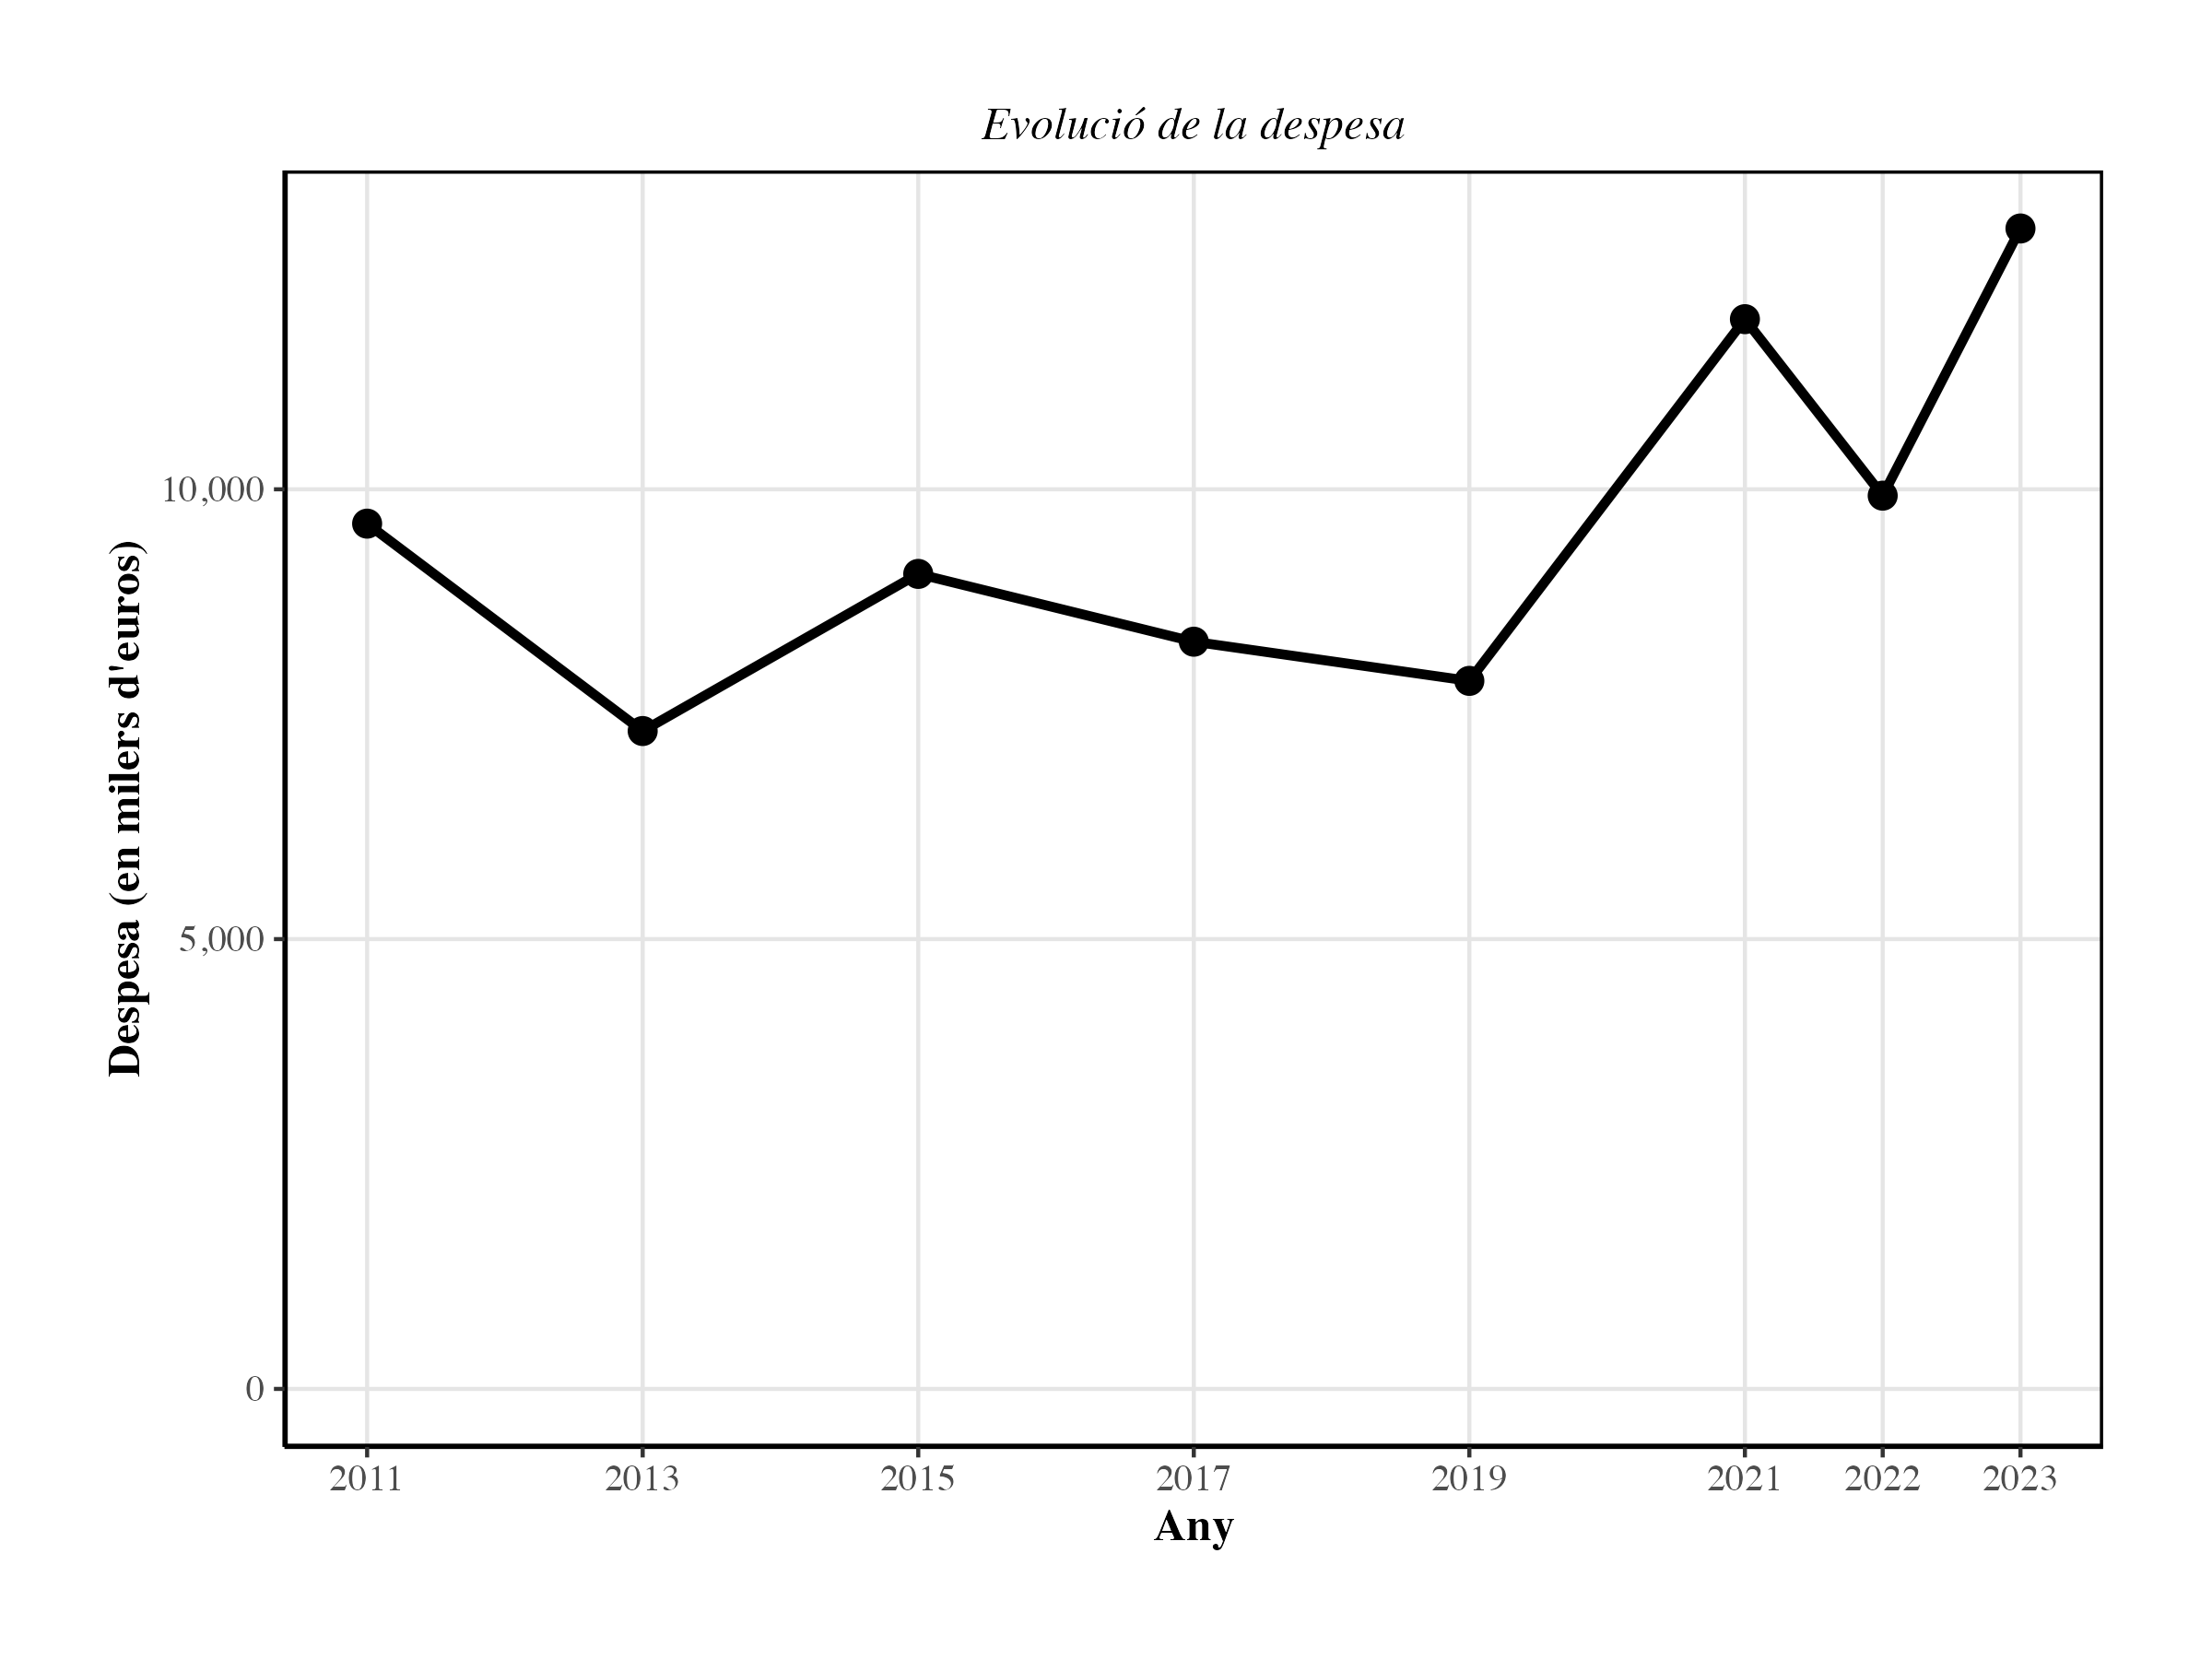 Evolució de la despesa
Despesa (en milers d'euros)
10,000
5,000
0
2011 2013 2015 2017 2019 2021 2022 2023
Any